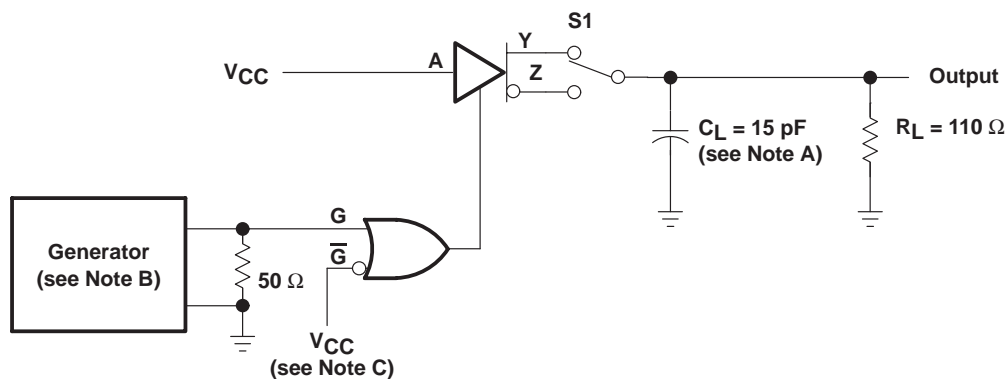 S1
Y
A
Z
VCC
Output
CL = 15 pF
(see Note A)
RL = 110 Ω
G
G̅
Generator
(see Note B)
50 Ω
VCC
(see Note C)